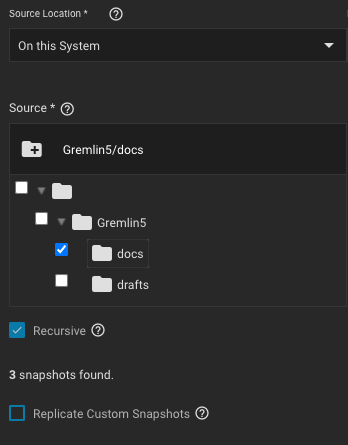 Source Location *
On this System
Source *
Gremlin5/docs
Gremlin5
docs
drafts
Recursive
3 snapshots found.
Replicate Custom Snapshots